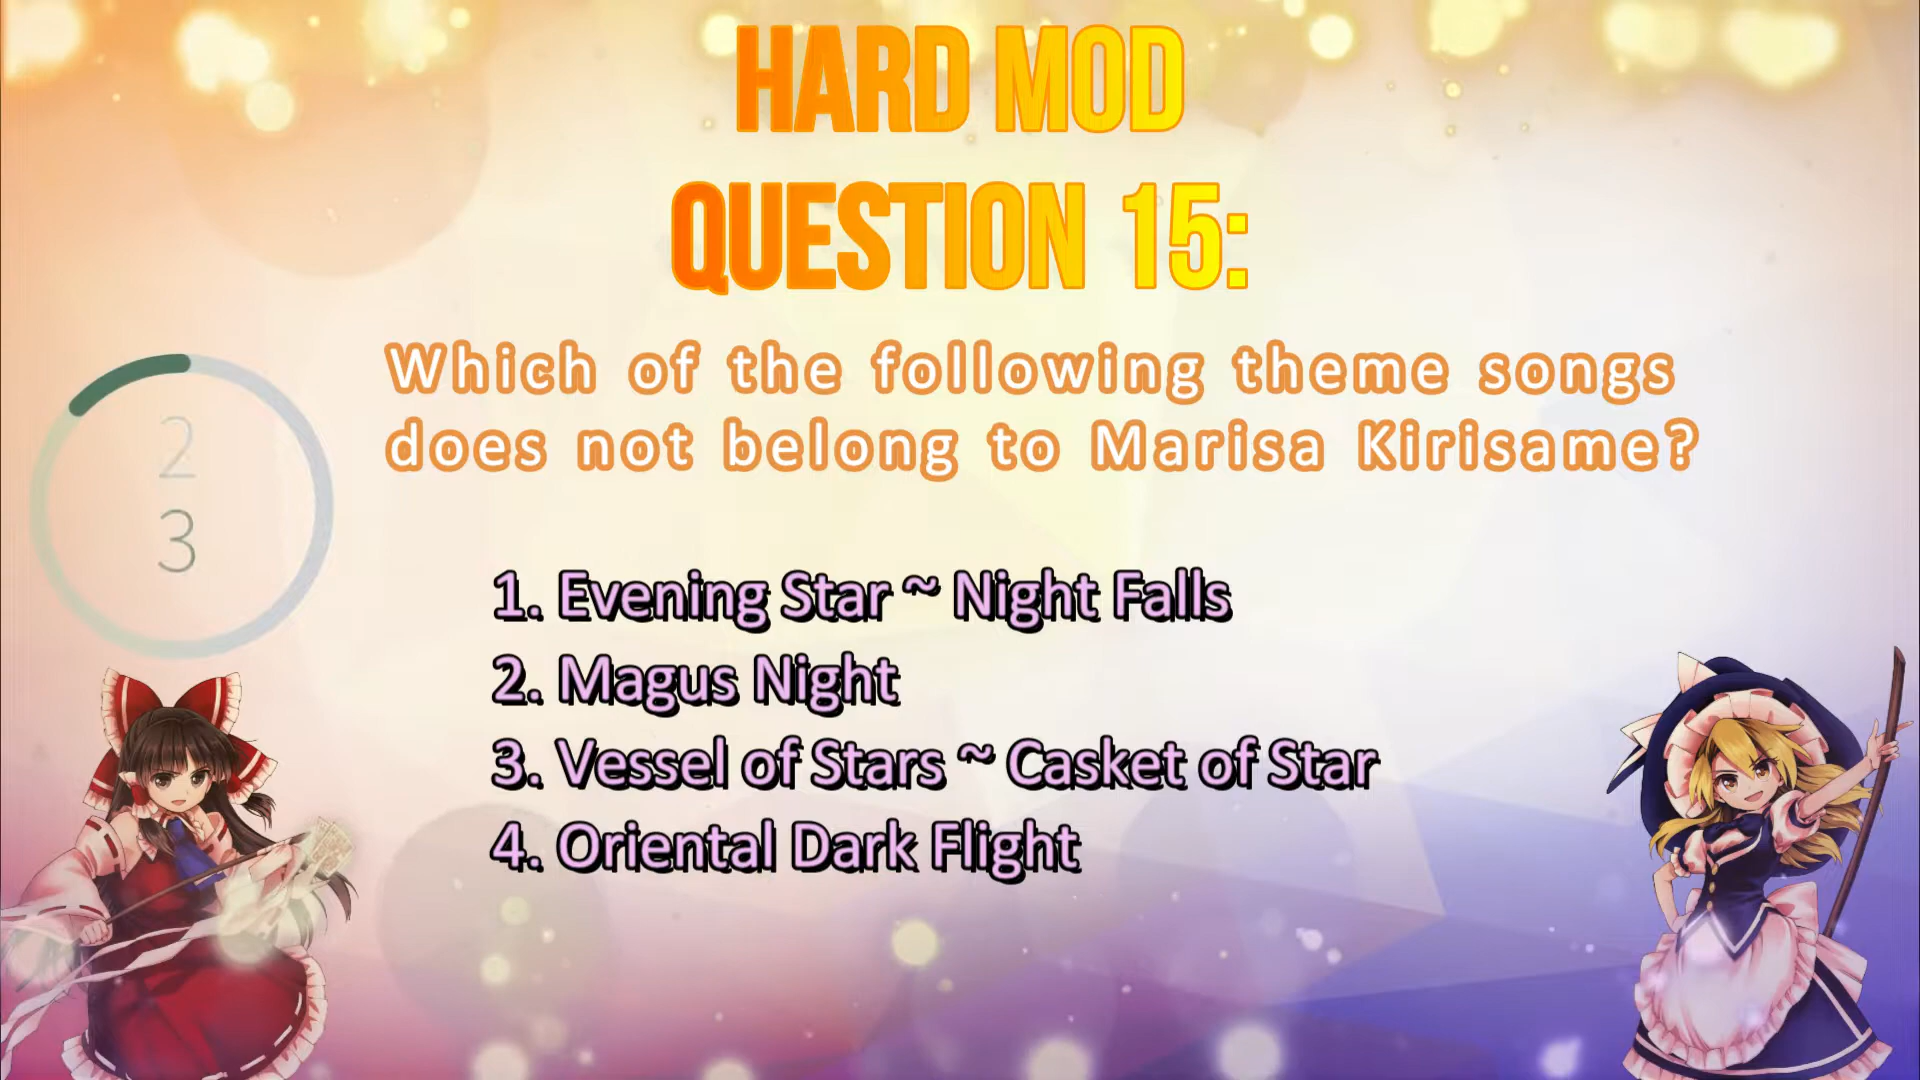 HARD MOD
QUESTION 15:
Which of the following theme songs
does not belong to Marisa Kirisame?
2
3
1. Evening Star ~ Night Falls
2. Magus Night
3. Vessel of Stars ~ Casket of Star
4. Oriental Dark Flight